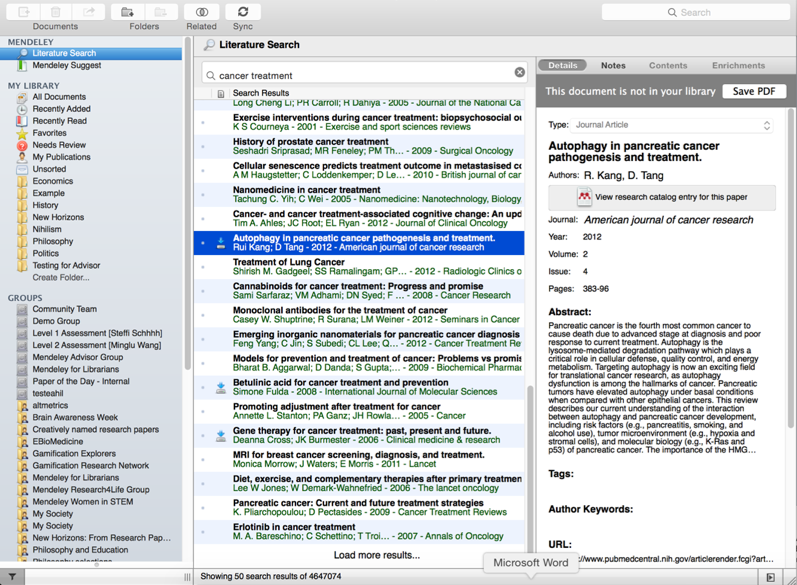 Documents
Folders
Related
Sync
Search
MENDELEY
Literature Search
Mendeley Suggest
MY LIBRARY
All Documents
Recently Added
Recently Read
Favorites
Needs Review
My Publications
Unsorted
Economics
Example
History
New Horizons
Nihilism
Philosophy
Politics
Testing for Advisor
Create Folder...
GROUPS
Community Team
Demo Group
Level 1 Assessment [Steffi Schhhh]
Level 2 Assessment [Minglu Wang]
Mendeley Advisor Group
Mendeley for Librarians
Paper of the Day - Internal
testeahil
altmetrics
Brain Awareness Week
Creatively named research papers
EBioMedicine
Gamification Explorers
Gamification Research Network
Mendeley for Librarians
Mendeley Research4Life Group
Mendeley Women in STEM
My Society
My Society
New Horizons: From Research Pap...
Philosophy and Education
Literature Search
cancer treatment
Search Results
Long Cheng Li; PR Carroll; R Dahiya - 2005 - Journal of the National Ca
Exercise interventions during cancer treatment: biopsychosocial ou
K S Courneya - 2001 - Exercise and sport sciences reviews
History of prostate cancer treatment
Seshadri Sriprasad; MR Feneley; PM Th... - 2009 - Surgical Oncology
Cellular senescence predicts treatment outcome in metastasised co
A M Haugstetter; C Loddenkemper; D Le... - 2010 - British journal of can
Nanomedicine in cancer treatment
Tachung C. Yih; C Wei - 2005 - Nanomedicine: Nanotechnology, Biology,
Cancer- and cancer treatment-associated cognitive change: An upd
Tim A. Ahles; JC Root; EL Ryan - 2012 - Journal of Clinical Oncology
Autophagy in pancreatic cancer pathogenesis and treatment.
Rui Kang; D Tang - 2012 - American journal of cancer research
Treatment of Lung Cancer
Shirish M. Gadgeel; SS Ramalingam; GP... - 2012 - Radiologic Clinics o
Cannabinoids for cancer treatment: Progress and promise
Sami Sarfaraz; VM Adhami; DN Syed; F ... - 2008 - Cancer Research
Monoclonal antibodies for the treatment of cancer
Casey W. Shuptrine; R Surana; LM Weiner - 2012 - Seminars in Cancer
Emerging inorganic nanomaterials for pancreatic cancer diagnosis
Feng Yang; C Jin; S Subedi; CL Lee; Q... - 2012 - Cancer Treatment Re
Models for prevention and treatment of cancer: Problems vs promis
Bharat B. Aggarwal; D Danda; S Gupta;... - 2009 - Biochemical Pharmac
Betulinic acid for cancer treatment and prevention
Simone Fulda - 2008 - International Journal of Molecular Sciences
Promoting adjustment after treatment for cancer
Annette L. Stanton; PA Ganz; JH Rowla... - 2005 - Cancer
Gene therapy for cancer treatment: past, present and future.
Deanna Cross; JK Burmester - 2006 - Clinical medicine & research
MRI for breast cancer screening, diagnosis, and treatment.
Monica Morrow; J Waters; E Morris - 2011 - Lancet
Diet, exercise, and complementary therapies after primary treatmen
Lee W Jones; W Demark-Wahnefried - 2006 - The lancet oncology
Pancreatic cancer: Current and future treatment strategies
K. Pliarchopoulou; D Pectasides - 2009 - Cancer Treatment Reviews
Erlotinib in cancer treatment
M. A. Bareschino; C Schettino; T Troi... - 2007 - Annals of Oncology
Load more results...
Showing 50 search results of 4647074
Microsoft Word
Details
Notes
Contents
Enrichments
This document is not in your library
Save PDF
Type: Journal Article
Autophagy in pancreatic cancer
pathogenesis and treatment.
Authors: R. Kang, D. Tang
View research catalog entry for this paper
Journal: American journal of cancer research
Year: 2012
Volume: 2
Issue: 4
Pages: 383-96
Abstract:
Pancreatic cancer is the fourth most common cancer to
cause death due to advanced stage at diagnosis and poor
response to current treatment. Autophagy is the
lysosome-mediated degradation pathway which plays a
critical role in cellular defense, quality control, and energy
metabolism. Targeting autophagy is now an exciting field
for translational cancer research, as autophagy
dysfunction is among the hallmarks of cancer. Pancreatic
tumors have elevated autophagy under basal conditions
when compared with other epithelial cancers. This review
describes our current understanding of the interaction
between autophagy and pancreatic cancer development,
including risk factors (e.g., pancreatitis, smoking, and
alcohol use), tumor microenvironment (e.g., hypoxia and
stromal cells), and molecular biology (e.g., K-Ras and
p53) of pancreatic cancer. The importance of the HMG...
Tags:
Author Keywords:
URL:
://www.pubmedcentral.nih.gov/articlerender.fcgi?art...